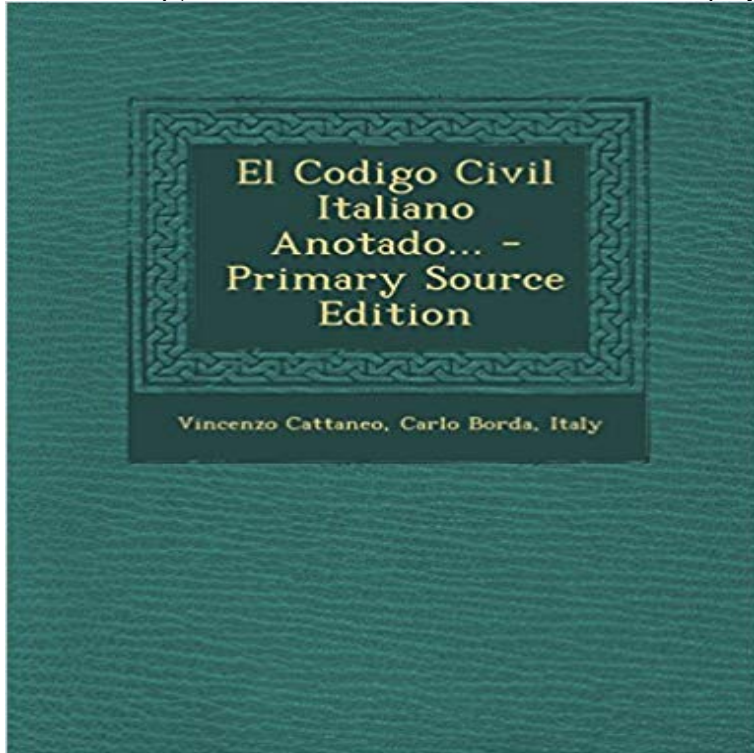 El Codigo Civil
Italiano
Anotado... -
Primary Source
Edition
Vincenzo Cattaneo, Carlo Borda, Italy